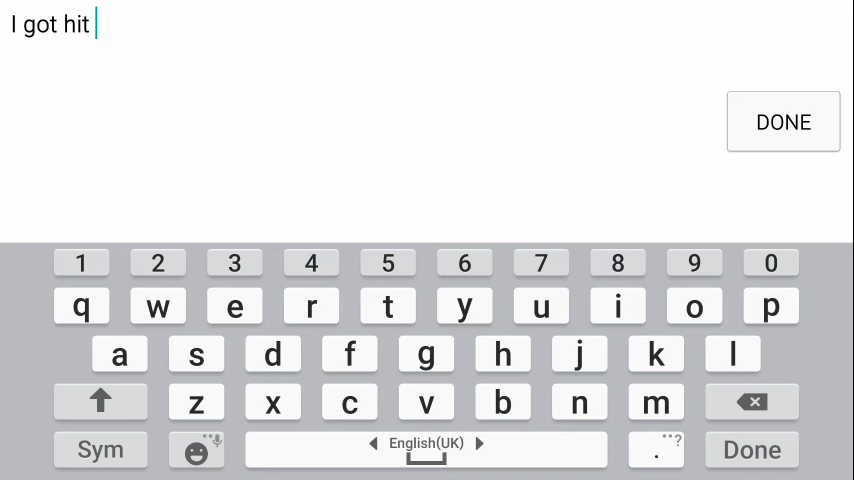 I got hit
DONE
1 2 3 4 5 6 7 8 9 0
q w e r t y u i o p
a s d f g h j k l
z x c v b n m
Sym English(UK) . ? Done